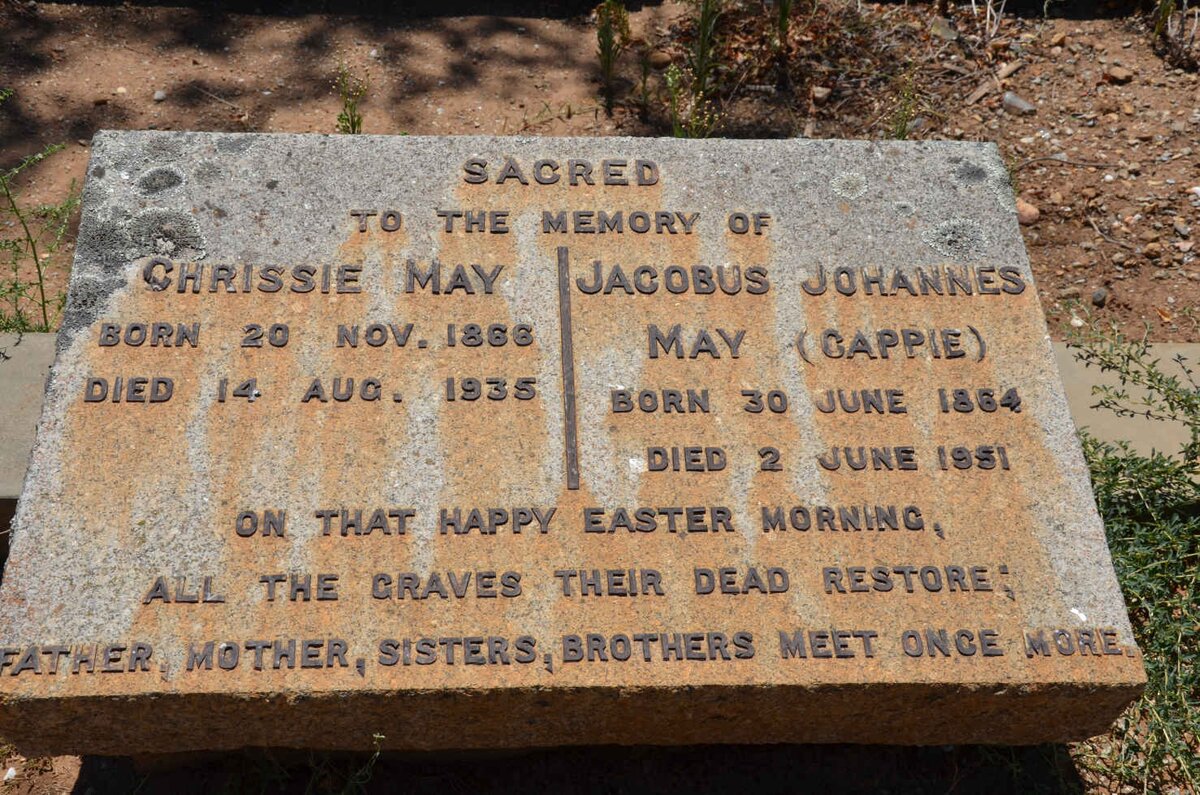 SACRED
TO THE MEMORY OF
CHRISSIE MAY
BORN 20 NOV. 1866
DIED 14 AUG. 1935
JACOBUS JOHANNES
MAY (CAPPIE)
BORN 30 JUNE 1864
DIED 2 JUNE 1951
ON THAT HAPPY EASTER MORNING,
ALL THE GRAVES THEIR DEAD RESTORE;
FATHER, MOTHER, SISTERS, BROTHERS MEET ONCE MORE.